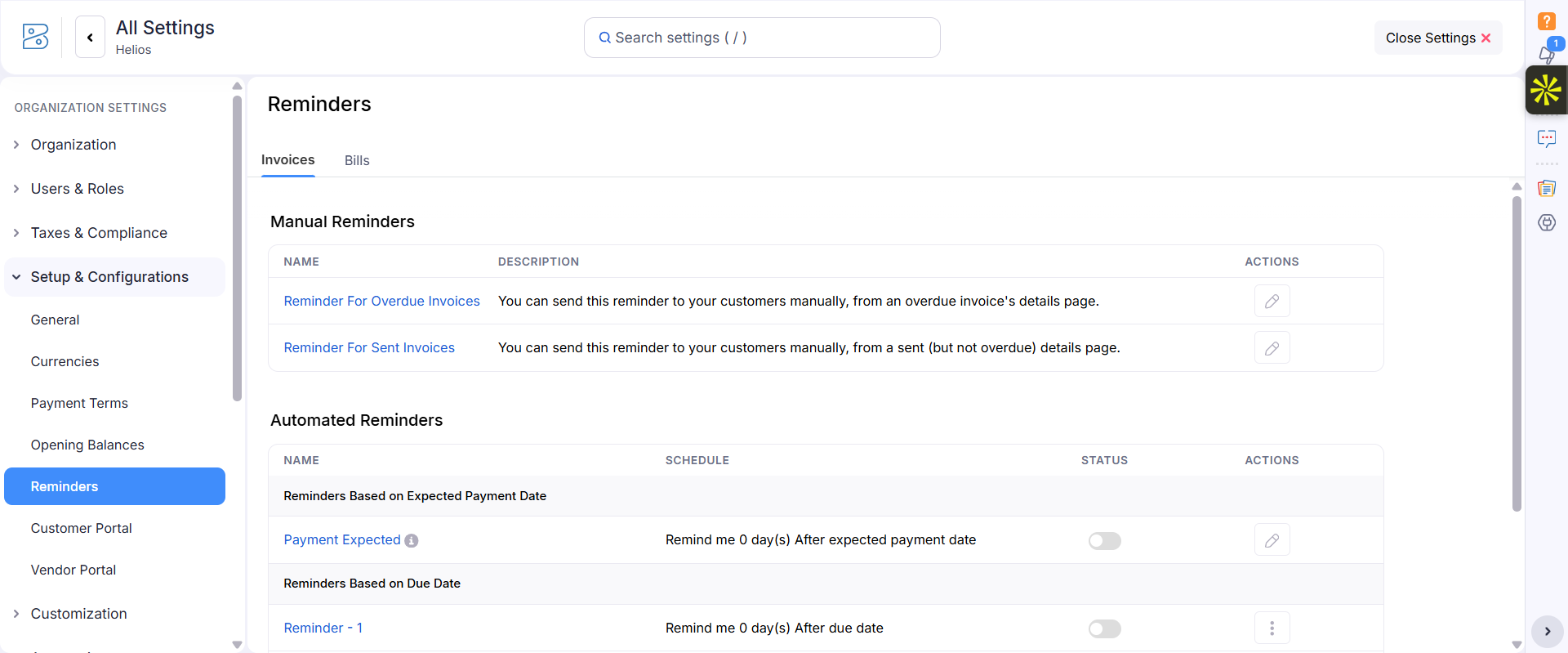 All Settings
Helios
Search settings ( / )
Close Settings
?
1
ORGANIZATION SETTINGS
Organization
Users & Roles
Taxes & Compliance
Setup & Configurations
General
Currencies
Payment Terms
Opening Balances
Reminders
Customer Portal
Vendor Portal
Customization
Reminders
Invoices
Bills
Manual Reminders
NAME DESCRIPTION ACTIONS
Reminder For Overdue Invoices You can send this reminder to your customers manually, from an overdue invoice's details page.
Reminder For Sent Invoices You can send this reminder to your customers manually, from a sent (but not overdue) details page.
Automated Reminders
NAME SCHEDULE STATUS ACTIONS
Reminders Based on Expected Payment Date
Payment Expected Remind me 0 day(s) After expected payment date
Reminders Based on Due Date
Reminder - 1 Remind me 0 day(s) After due date